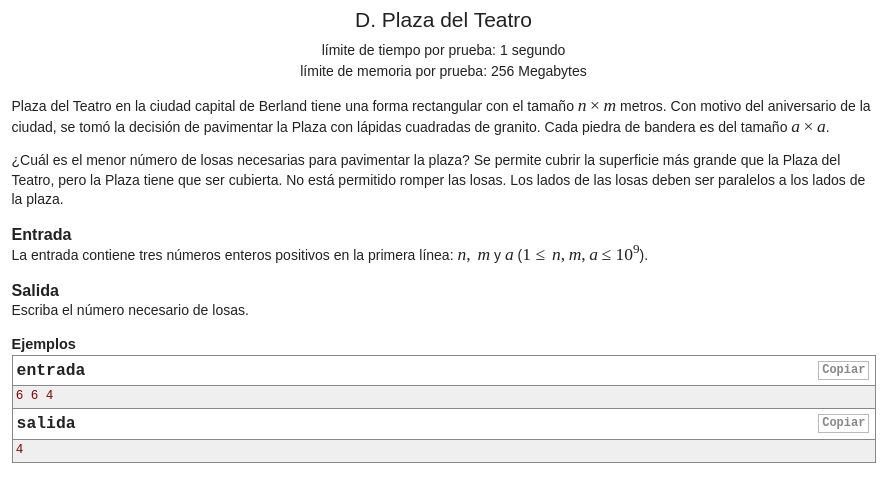 D. Plaza del Teatro
límite de tiempo por prueba: 1 segundo
límite de memoria por prueba: 256 Megabytes
Plaza del Teatro en la ciudad capital de Berland tiene una forma rectangular con el tamaño n × m metros. Con motivo del aniversario de la
ciudad, se tomó la decisión de pavimentar la Plaza con lápidas cuadradas de granito. Cada piedra de bandera es del tamaño a × a.
¿Cuál es el menor número de losas necesarias para pavimentar la plaza? Se permite cubrir la superficie más grande que la Plaza del
Teatro, pero la Plaza tiene que ser cubierta. No está permitido romper las losas. Los lados de las losas deben ser paralelos a los lados de
la plaza.
Entrada
La entrada contiene tres números enteros positivos en la primera línea: n, m y a (1 ≤ n, m, a ≤ 10⁹).
Salida
Escriba el número necesario de losas.
Ejemplos
entrada Copiar
6 6 4
salida Copiar
4